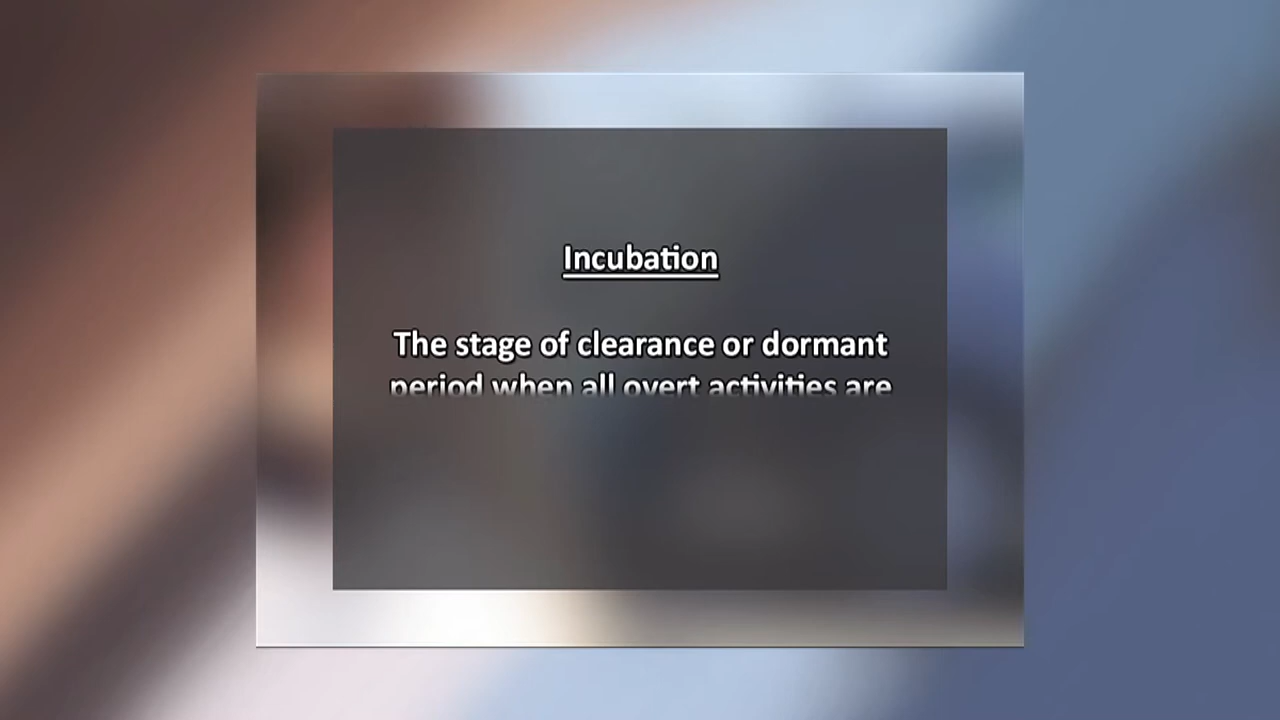 Incubation
The stage of clearance or dormant
period when all overt activities are